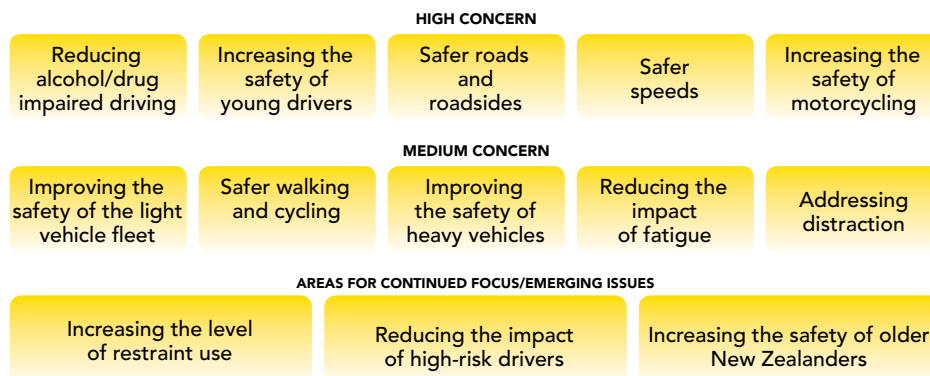 HIGH CONCERN
Reducing
alcohol/drug
impaired driving
Increasing the
safety of
young drivers
Safer roads
and
roadsides
Safer
speeds
Increasing the
safety of
motorcycling
MEDIUM CONCERN
Improving the
safety of the light
vehicle fleet
Safer walking
and cycling
Improving
the safety of
heavy vehicles
Reducing the
impact
of fatigue
Addressing
distraction
AREAS FOR CONTINUED FOCUS/EMERGING ISSUES
Increasing the level
of restraint use
Reducing the impact
of high-risk drivers
Increasing the safety of older
New Zealanders